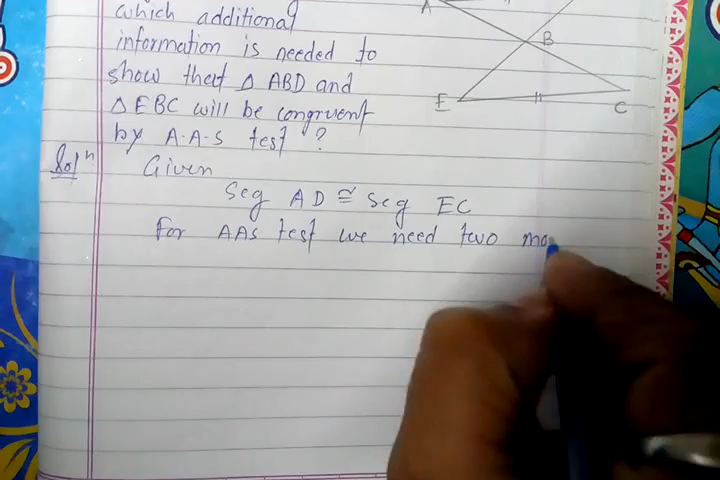 which additional
information is needed to
show that △ ABD and
△ EBC will be congruent
by A-A-S test?
Solⁿ Given
Seg AD ≅ Seg EC
For AAS test we need two mo
A
B
E
C